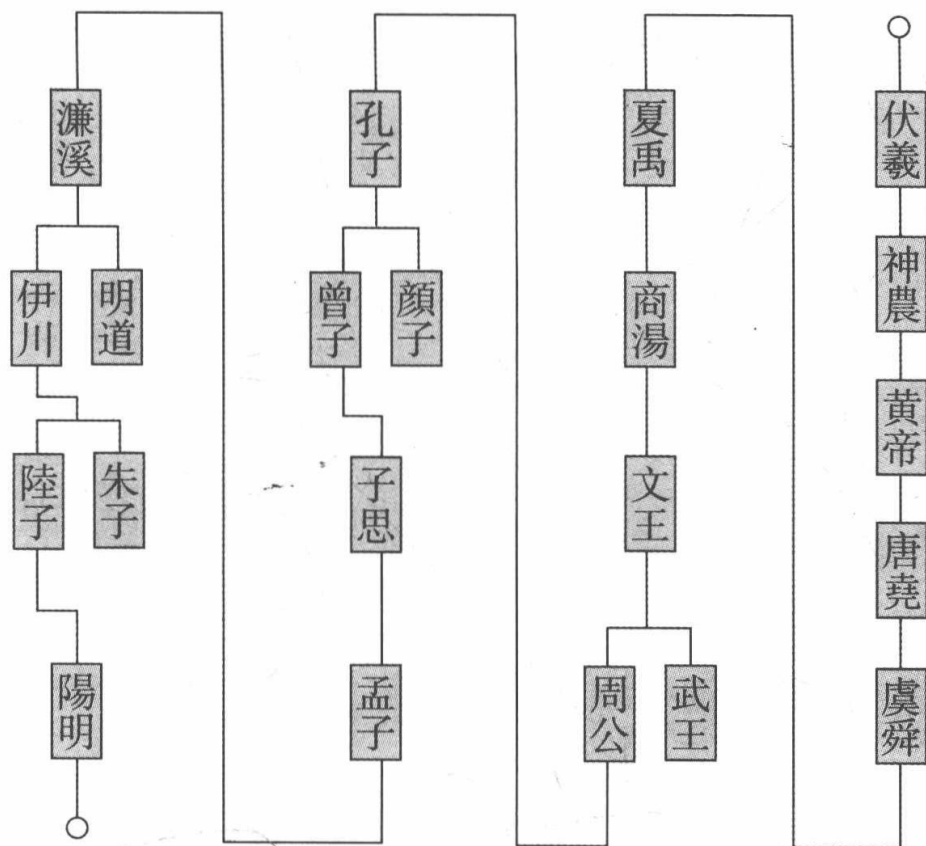 伏羲
神農
黄帝
唐堯
虞舜
夏禹
商湯
文王
武王
周公
孔子
顔子
曾子
子思
孟子
濂溪
明道
伊川
朱子
陸子
陽明